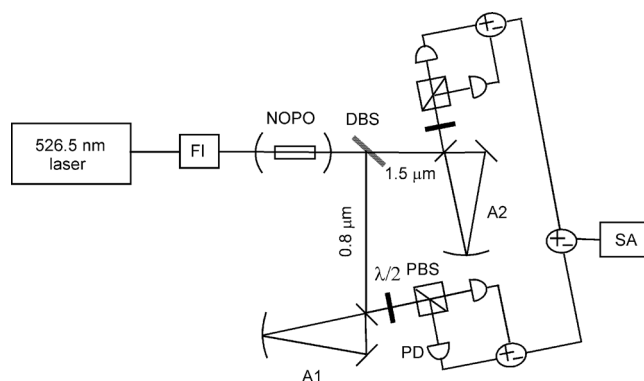 526.5 nm
laser
FI
NOPO
DBS
1.5 μm
0.8 μm
A2
+
−
+
−
SA
λ/2
PBS
PD
+
−
A1